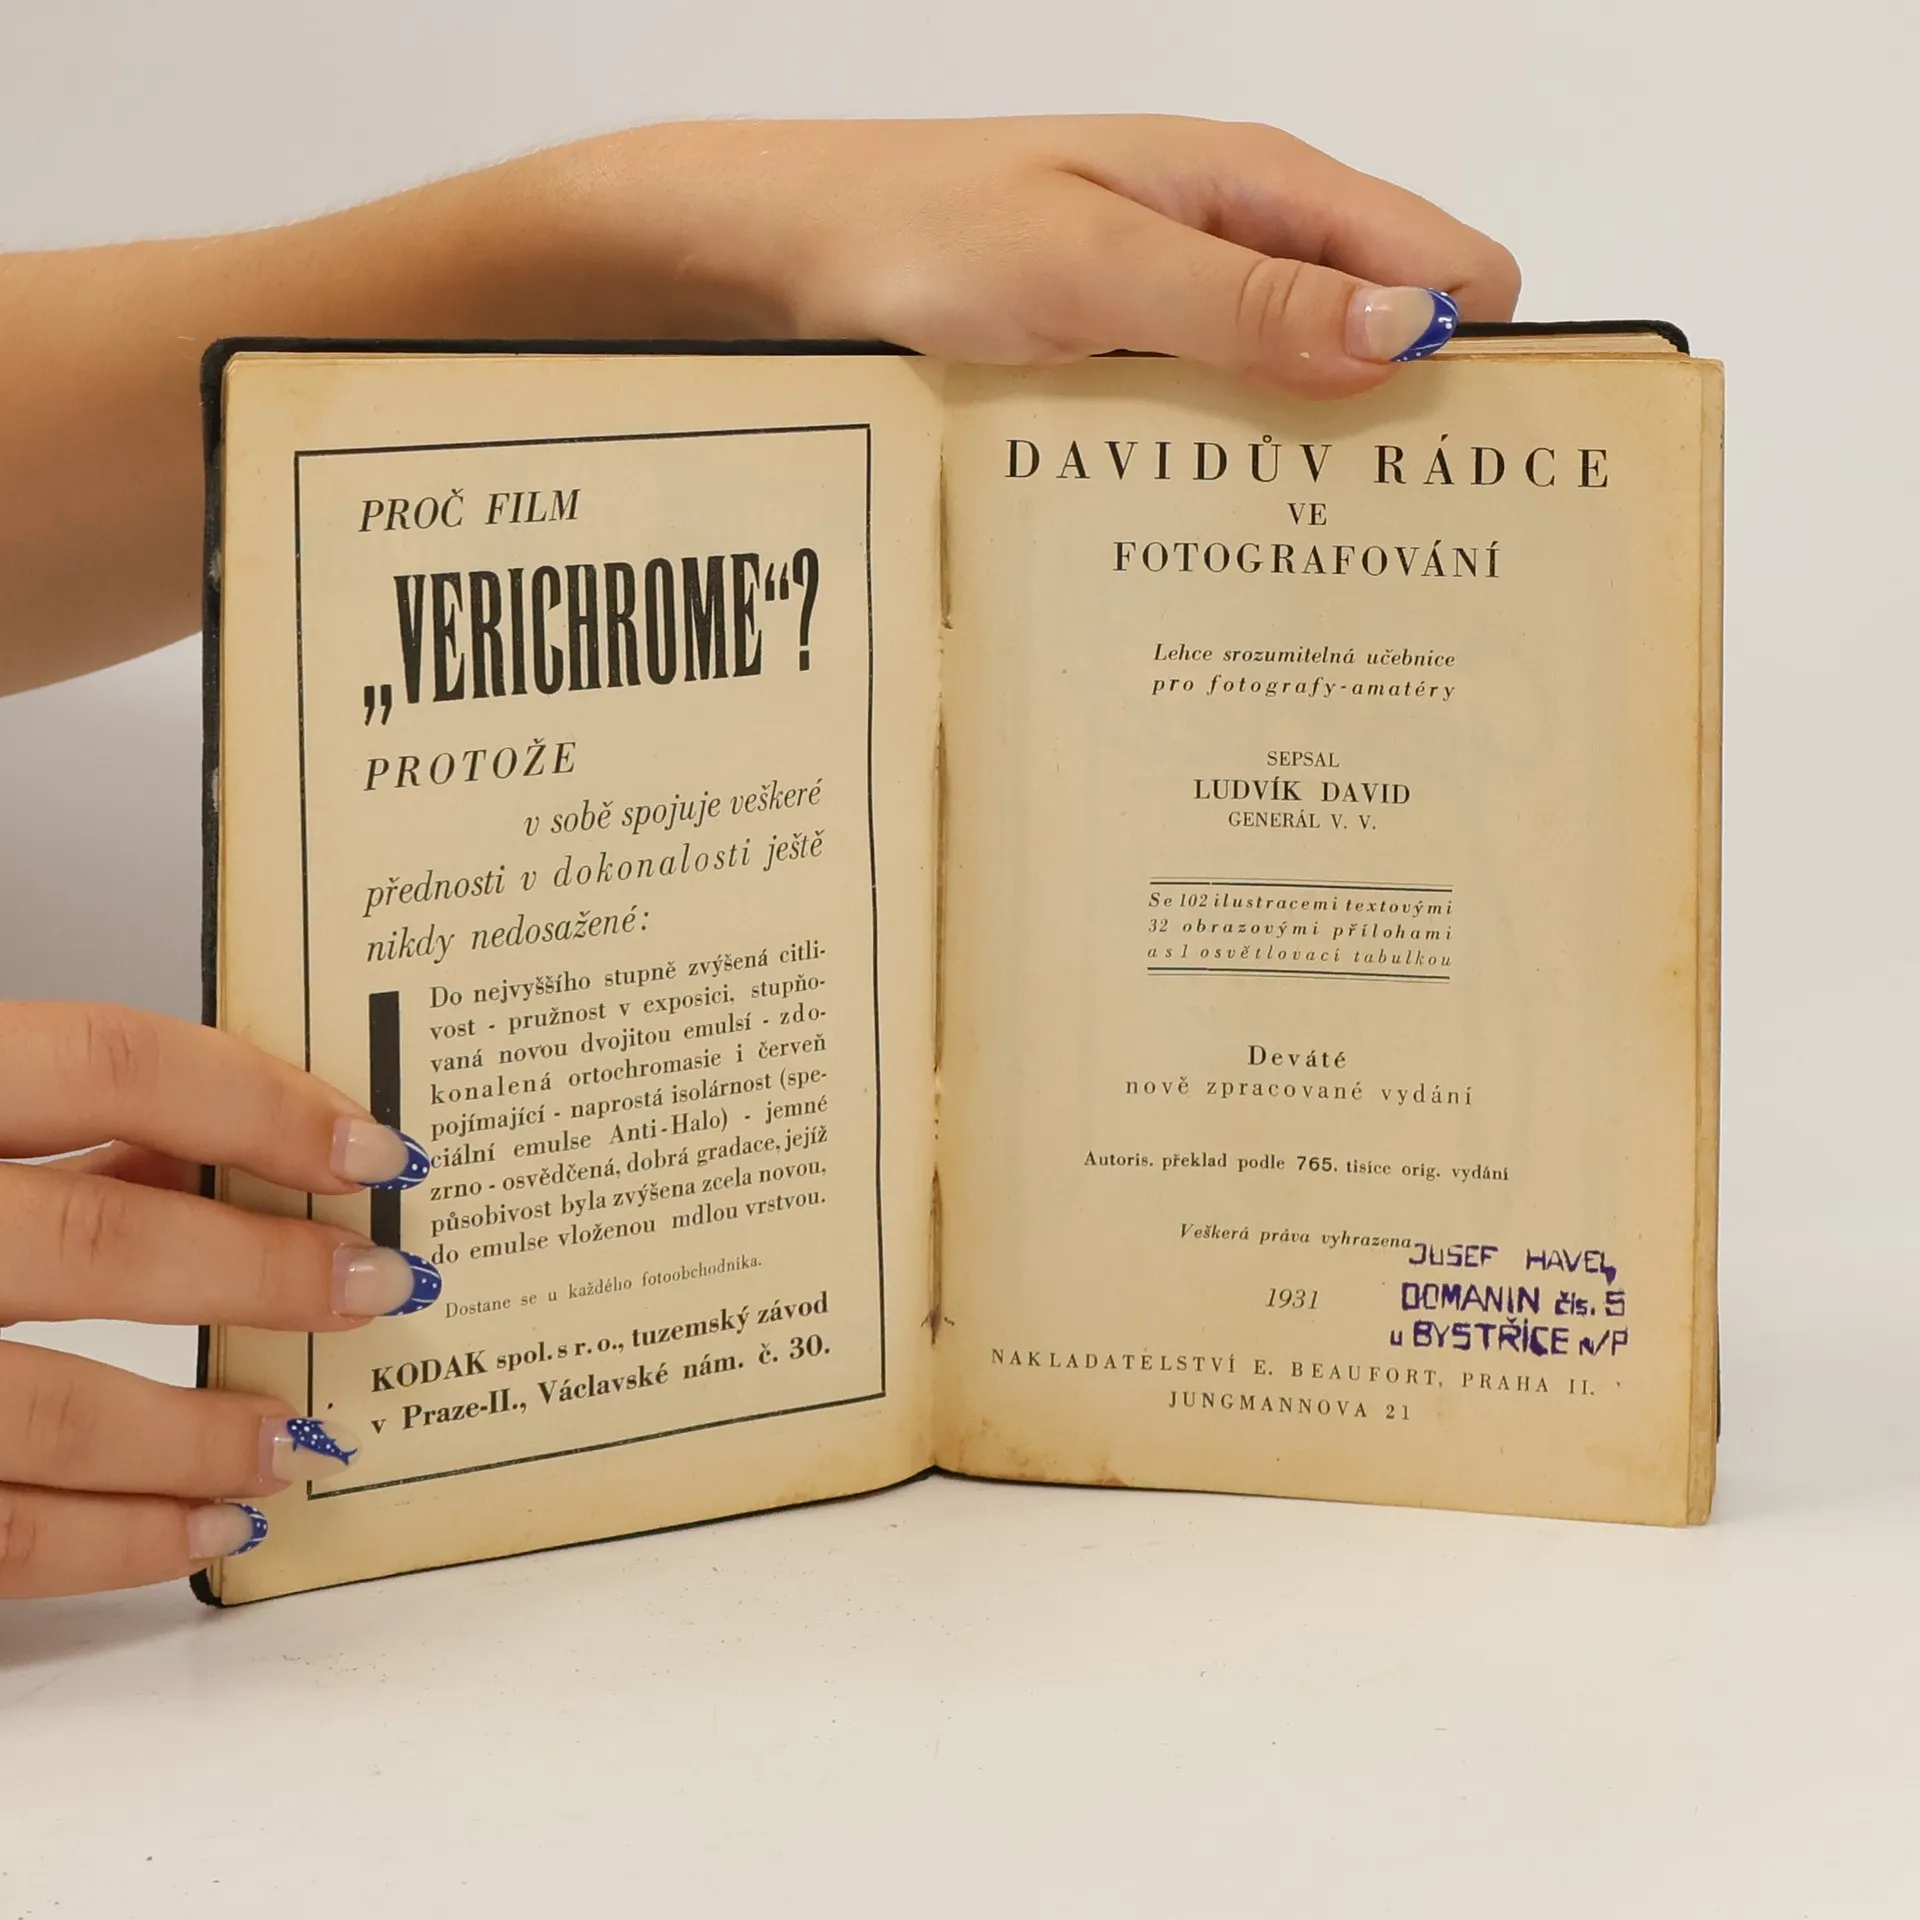 PROČ FILM
„VERICHROME“?
PROTOŽE
v sobě spojuje veškeré
přednosti v dokonalosti ještě
nikdy nedosažené:
Do nejvyššího stupně zvýšená citli-
vost - pružnost v exposici, stupňo-
vaná novou dvojitou emulsí - zdo-
konalená ortochromasie i červeň
pojímající - naprostá isolárnost (spe-
ciální emulse Anti-Halo) - jemné
zrno - osvědčená, dobrá gradace, jejíž
působivost byla zvýšena zcela novou,
do emulse vloženou mdlou vrstvou.
Dostane se u každého fotoobchodníka.
KODAK spol. s r. o., tuzemský závod
v Praze-II., Václavské nám. č. 30.
DAVIDŮV RÁDCE
VE
FOTOGRAFOVÁNÍ
Lehce srozumitelná učebnice
pro fotografy-amatéry
SEPSAL
LUDVÍK DAVID
GENERÁL V. V.
Se 102 ilustracemi textovými
32 obrazovými přílohami
a s 1 osvětlovací tabulkou
Deváté
nově zpracované vydání
Autoris. překlad podle 765. tisíce orig. vydání
Veškerá práva vyhrazena
JOSEF HAVEL,
1931 DOMANIN čís. 5
u BYSTŘICE n/P
NAKLADATELSTVÍ E. BEAUFORT, PRAHA II.
JUNGMANNOVA 21